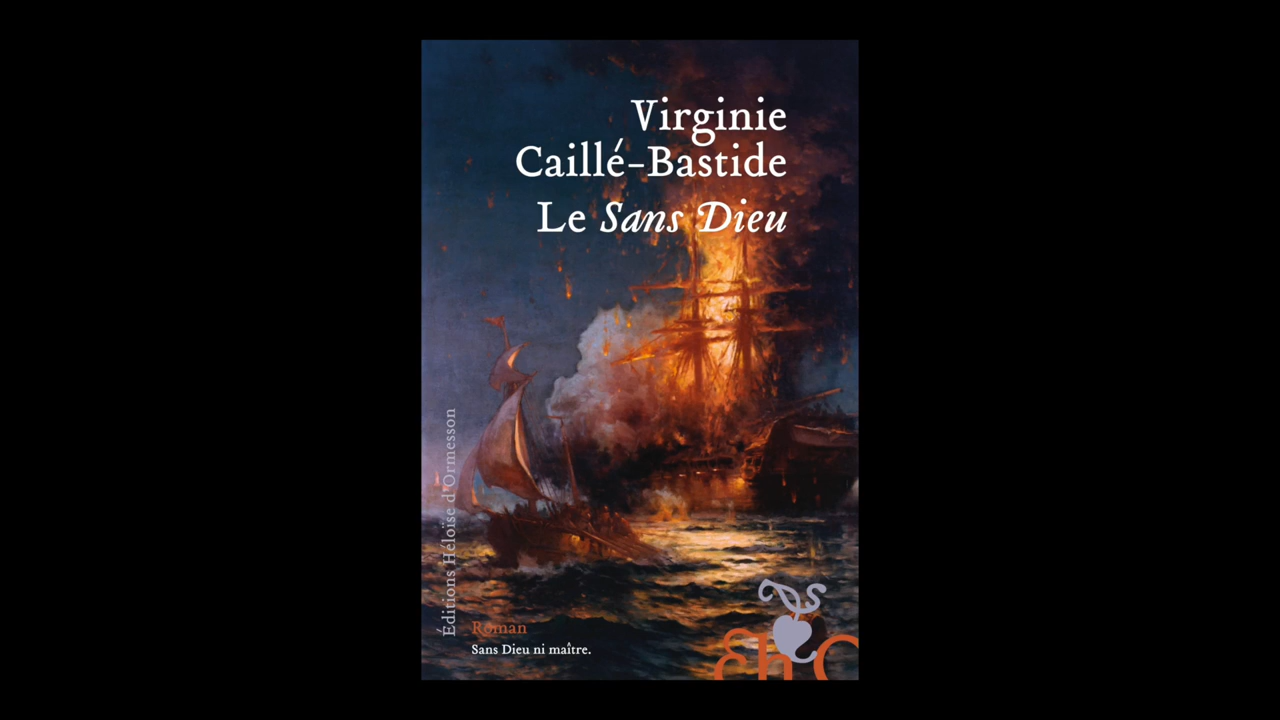 Virginie
Caillé-Bastide
Le Sans Dieu
Éditions Héloïse d'Ormesson
Roman
Sans Dieu ni maître.